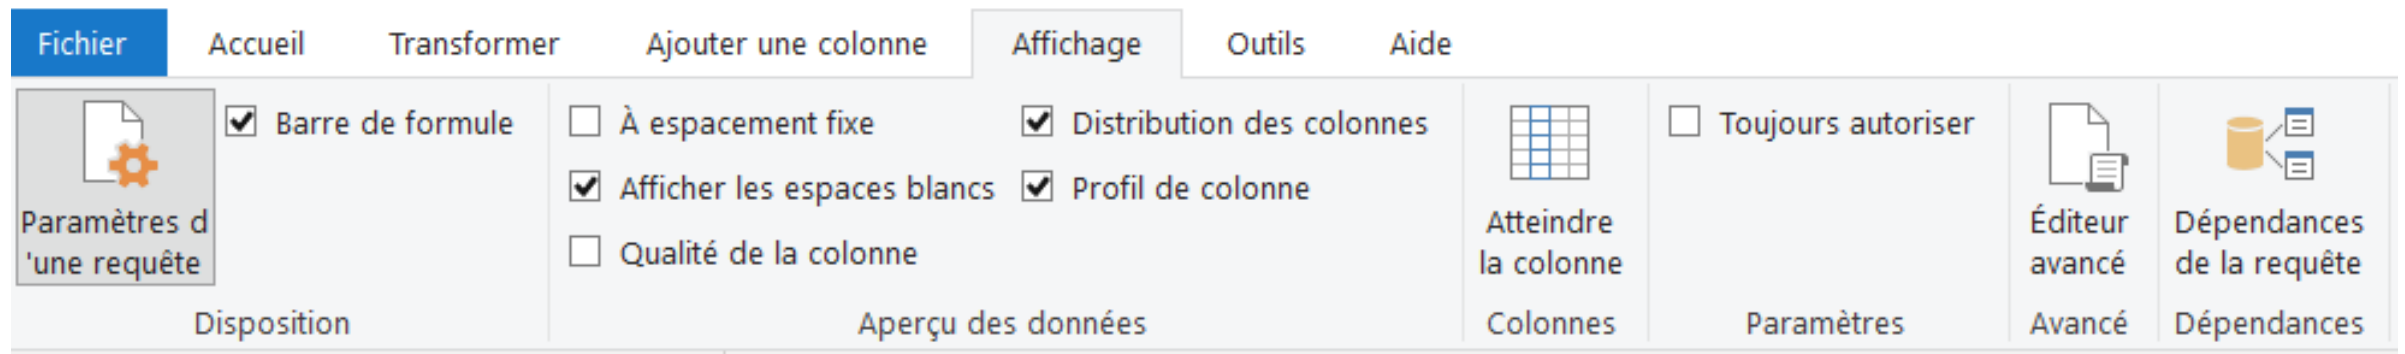 Fichier Accueil Transformer Ajouter une colonne Affichage Outils Aide
Paramètres d
'une requête
Barre de formule
Disposition
À espacement fixe
Afficher les espaces blancs
Qualité de la colonne
Distribution des colonnes
Profil de colonne
Aperçu des données
Atteindre
la colonne
Colonnes
Toujours autoriser
Paramètres
Éditeur
avancé
Avancé
Dépendances
de la requête
Dépendances